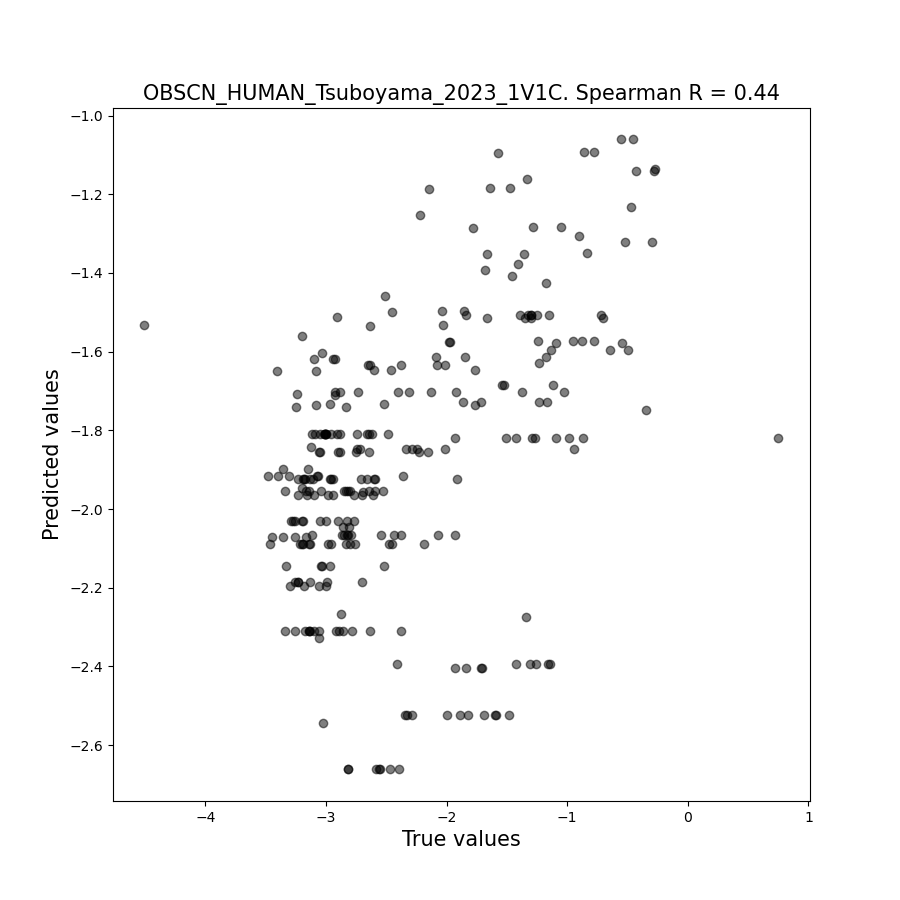 OBSCN_HUMAN_Tsuboyama_2023_1V1C. Spearman R = 0.44
−1.0
−1.2
−1.4
−1.6
−1.8
−2.0
−2.2
−2.4
−2.6
Predicted values
−4 −3 −2 −1 0 1
True values